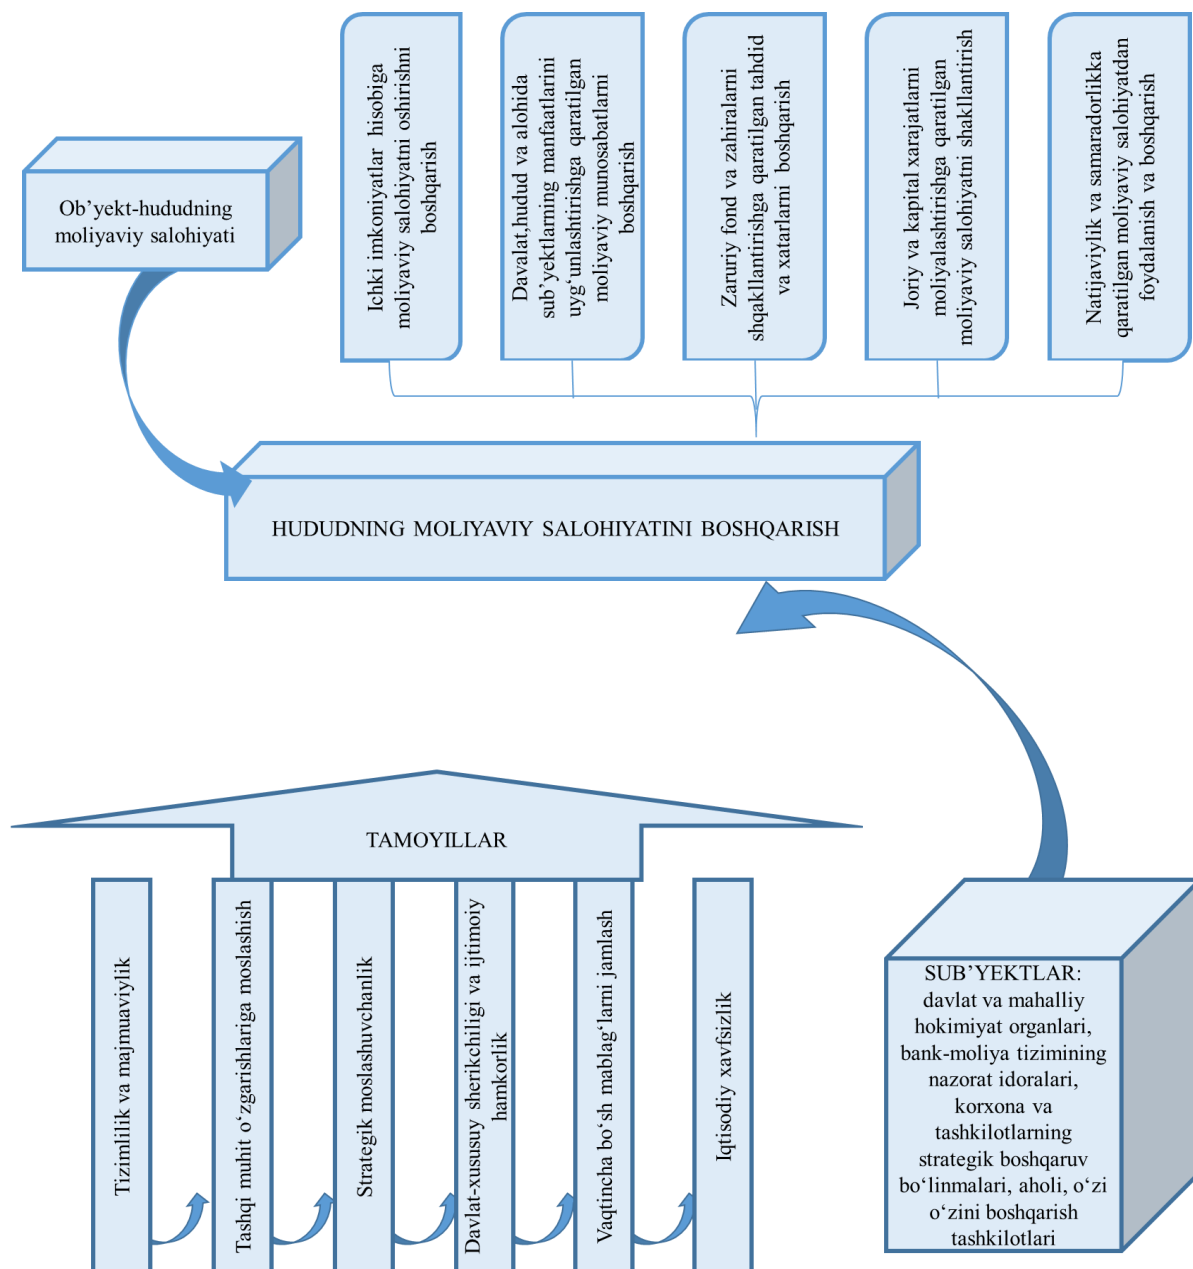 Ob’yekt-hududning
moliyaviy salohiyati
Ichki imkoniyatlar hisobiga
moliyaviy salohiyatni oshirishni
boshqarish
Davalat,hudud va alohida
sub’yektlarning manfaatlarini
uyg‘unlashtirishga qaratilgan
moliyaviy munosabatlarni
boshqarish
Zaruriy fond va zahiralarni
shqakllantirishga qaratilgan tahdid
va xatarlarni boshqarish
Joriy va kapital xarajatlarni
moliyalashtirishga qaratilgan
moliyaviy salohiyatni shakllantirish
Natijaviylik va samaradorlikka
qaratilgan moliyaviy salohiyatdan
foydalanish va boshqarish
HUDUDNING MOLIYAVIY SALOHIYATINI BOSHQARISH
TAMOYILLAR
Tizimlilik va majmuaviylik
Tashqi muhit o‘zgarishlariga moslashish
Strategik moslashuvchanlik
Davlat-xususuy sherikchiligi va ijtimoiy
hamkorlik
Vaqtincha bo‘sh mablag‘larni jamlash
Iqtisodiy xavfsizlik
SUB’YEKTLAR:
davlat va mahalliy
hokimiyat organlari,
bank-moliya tizimining
nazorat idoralari,
korxona va
tashkilotlarning
strategik boshqaruv
bo‘linmalari, aholi, o‘zi
o‘zini boshqarish
tashkilotlari